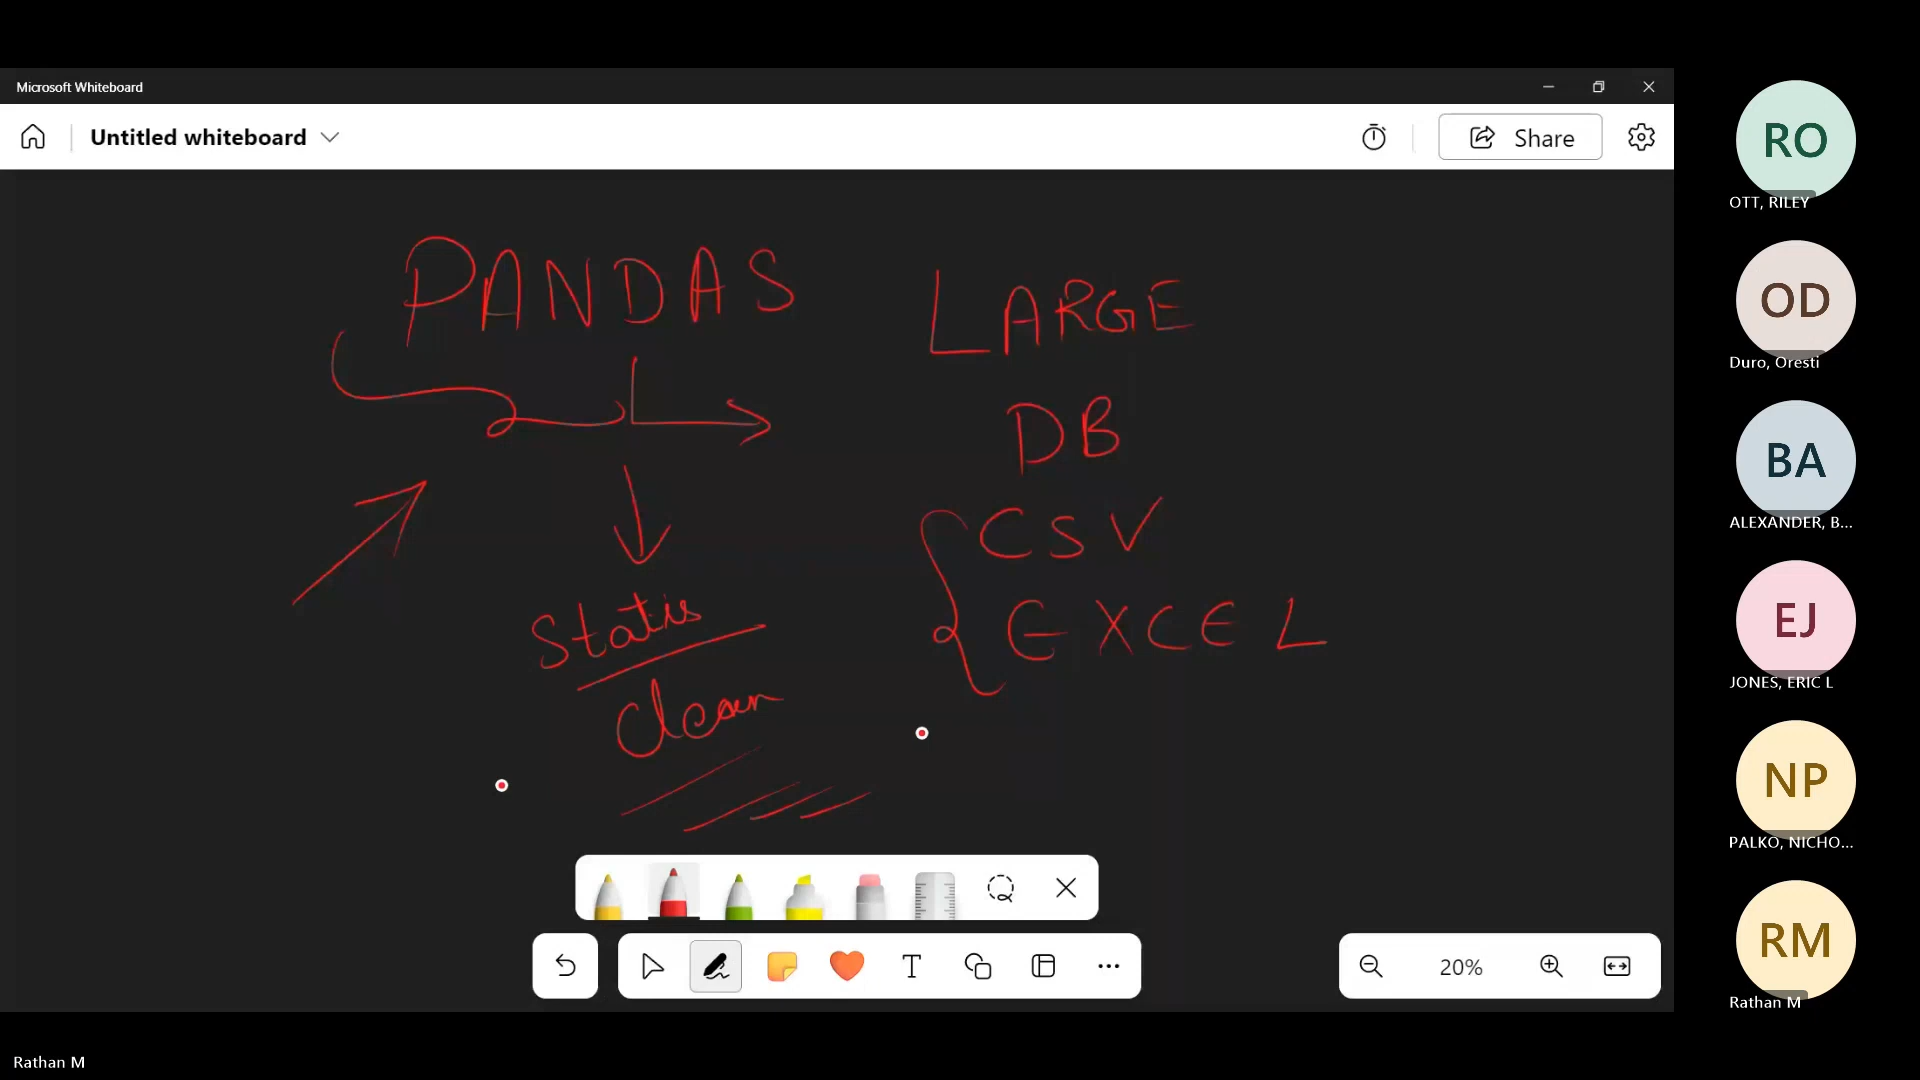 Microsoft Whiteboard
Untitled whiteboard
Share
PANDAS
LARGE
DB
CSV
EXCEL
Statis
clean
20%
RO
OTT, RILEY
OD
Duro, Oresti
BA
ALEXANDER, B...
EJ
JONES, ERIC L
NP
PALKO, NICHO...
RM
Rathan M
Rathan M